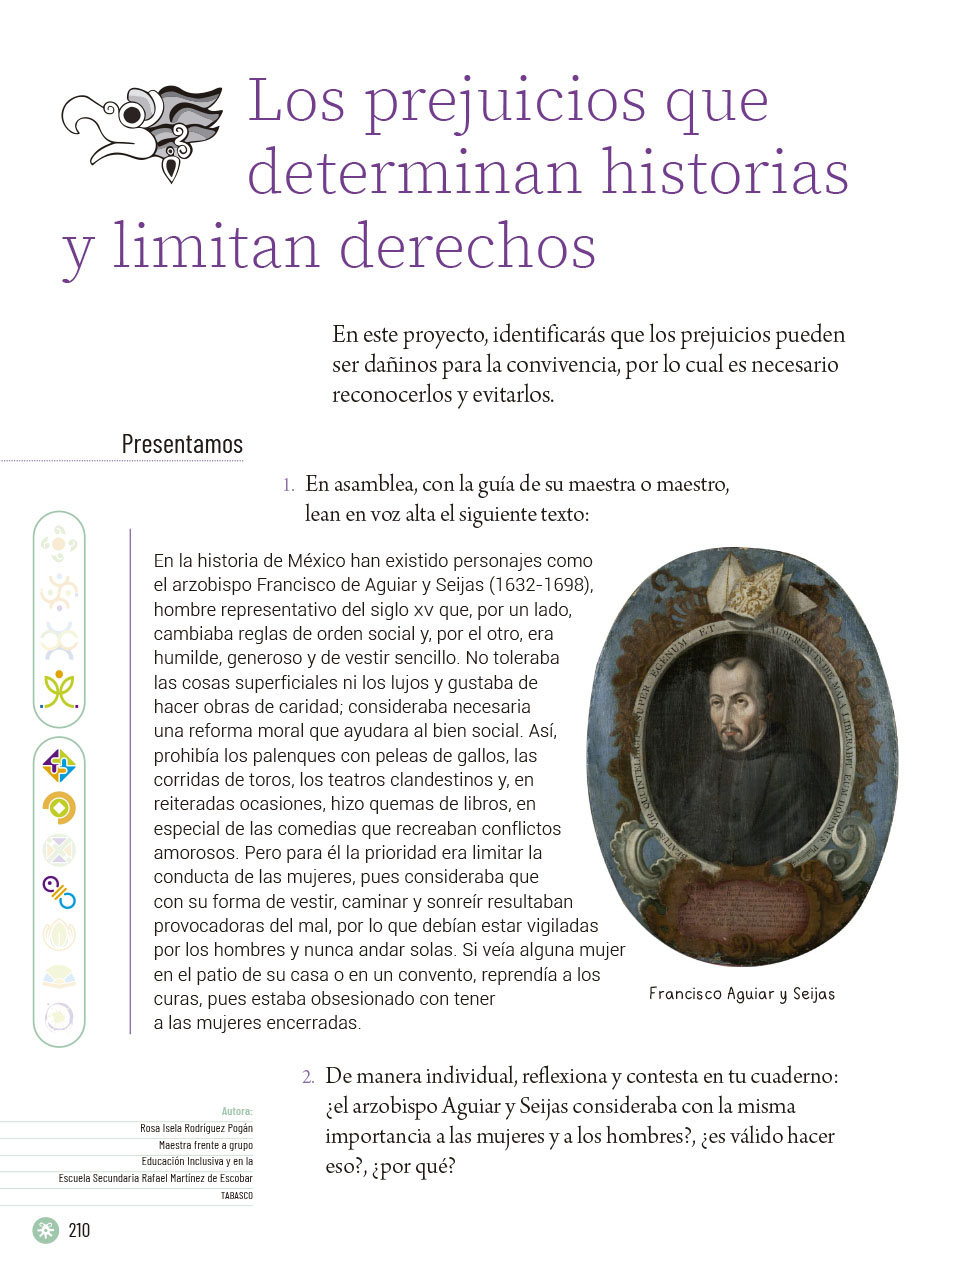 Los prejuicios que
determinan historias
y limitan derechos
En este proyecto, identificarás que los prejuicios pueden
ser dañinos para la convivencia, por lo cual es necesario
reconocerlos y evitarlos.
Presentamos
1. En asamblea, con la guía de su maestra o maestro,
lean en voz alta el siguiente texto:
En la historia de México han existido personajes como
el arzobispo Francisco de Aguiar y Seijas (1632-1698),
hombre representativo del siglo XV que, por un lado,
cambiaba reglas de orden social y, por el otro, era
humilde, generoso y de vestir sencillo. No toleraba
las cosas superficiales ni los lujos y gustaba de
hacer obras de caridad; consideraba necesaria
una reforma moral que ayudara al bien social. Así,
prohibía los palenques con peleas de gallos, las
corridas de toros, los teatros clandestinos y, en
reiteradas ocasiones, hizo quemas de libros, en
especial de las comedias que recreaban conflictos
amorosos. Pero para él la prioridad era limitar la
conducta de las mujeres, pues consideraba que
con su forma de vestir, caminar y sonreír resultaban
provocadoras del mal, por lo que debían estar vigiladas
por los hombres y nunca andar solas. Si veía alguna mujer
en el patio de su casa o en un convento, reprendía a los
curas, pues estaba obsesionado con tener
a las mujeres encerradas.
Francisco Aguiar y Seijas
2. De manera individual, reflexiona y contesta en tu cuaderno:
¿el arzobispo Aguiar y Seijas consideraba con la misma
importancia a las mujeres y a los hombres?, ¿es válido hacer
eso?, ¿por qué?
Autora:
Rosa Isela Rodríguez Pogán
Maestra frente a grupo
Educación Inclusiva y en la
Escuela Secundaria Rafael Martínez de Escobar
TABASCO
210